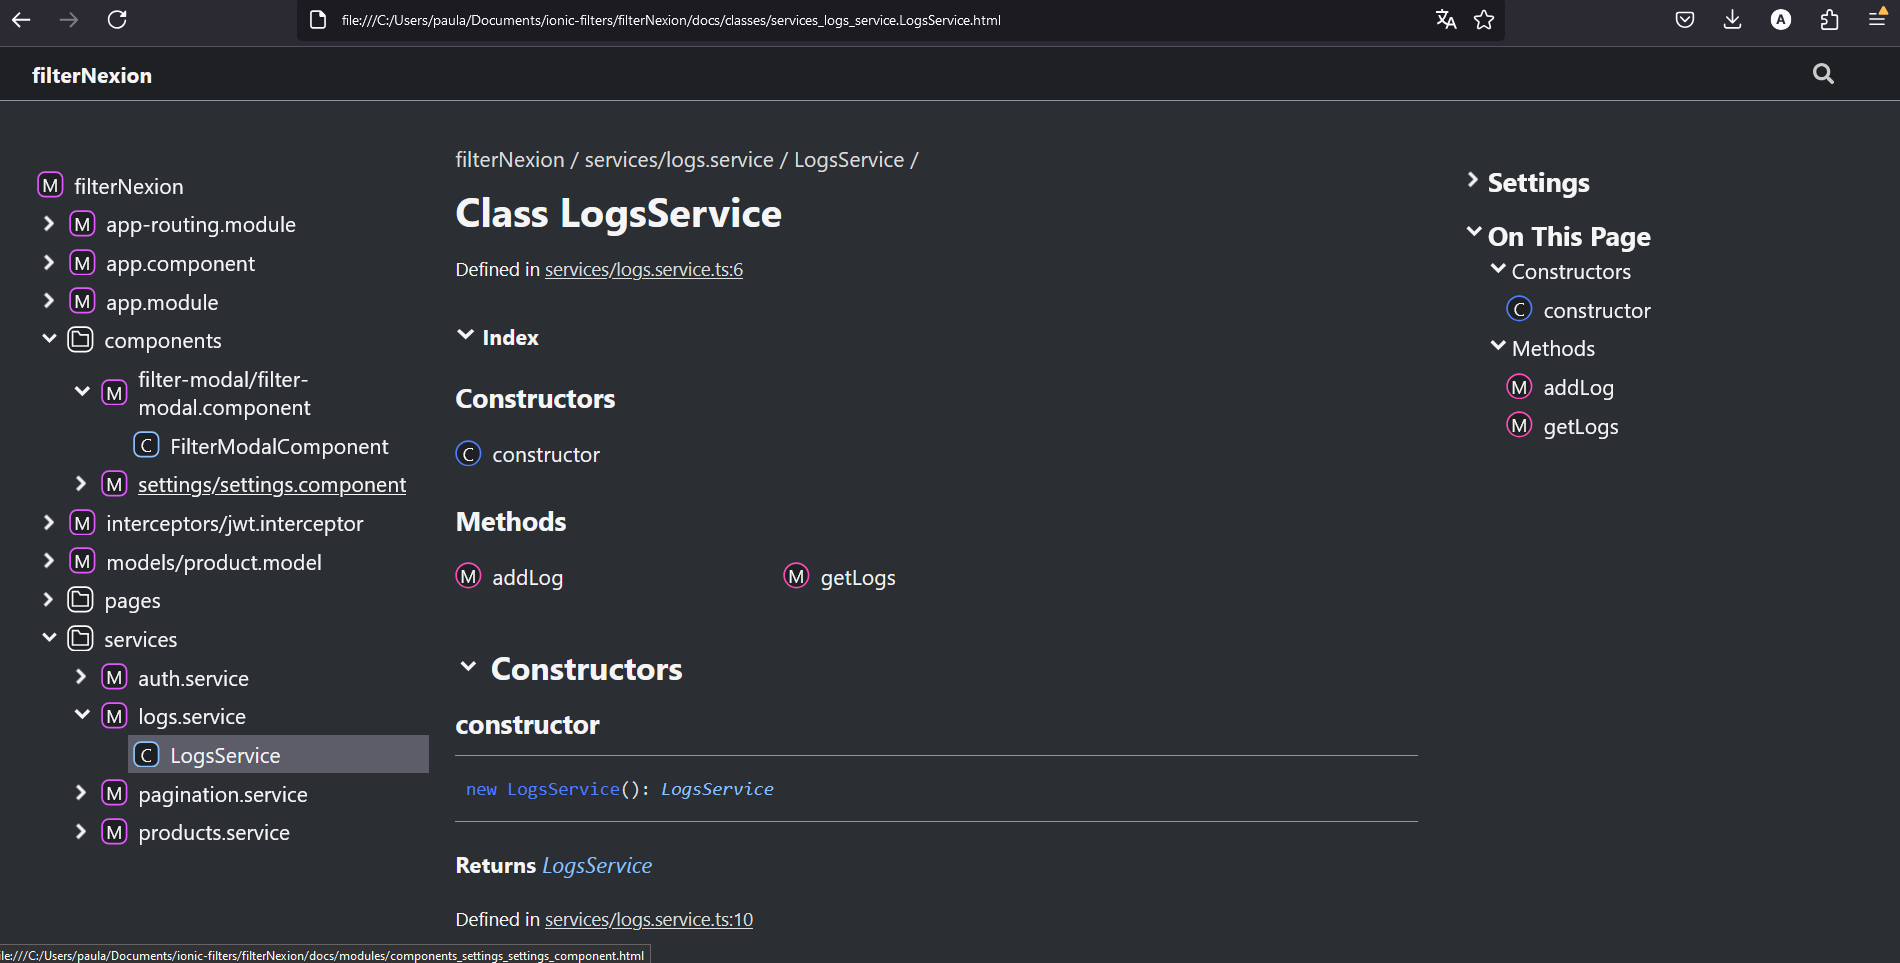 file:///C:/Users/paula/Documents/ionic-filters/filterNexion/docs/classes/services_logs_service.LogsService.html
A
filterNexion
M filterNexion
M app-routing.module
M app.component
M app.module
components
M filter-modal/filter-
modal.component
C FilterModalComponent
M settings/settings.component
M interceptors/jwt.interceptor
M models/product.model
pages
services
M auth.service
M logs.service
C LogsService
M pagination.service
M products.service
filterNexion / services/logs.service / LogsService /
Class LogsService
Defined in services/logs.service.ts:6
Index
Constructors
C constructor
Methods
M addLog
M getLogs
Constructors
constructor
new LogsService(): LogsService
Returns LogsService
Defined in services/logs.service.ts:10
Settings
On This Page
Constructors
C constructor
Methods
M addLog
M getLogs
ile:///C:/Users/paula/Documents/ionic-filters/filterNexion/docs/modules/components_settings_settings_component.html